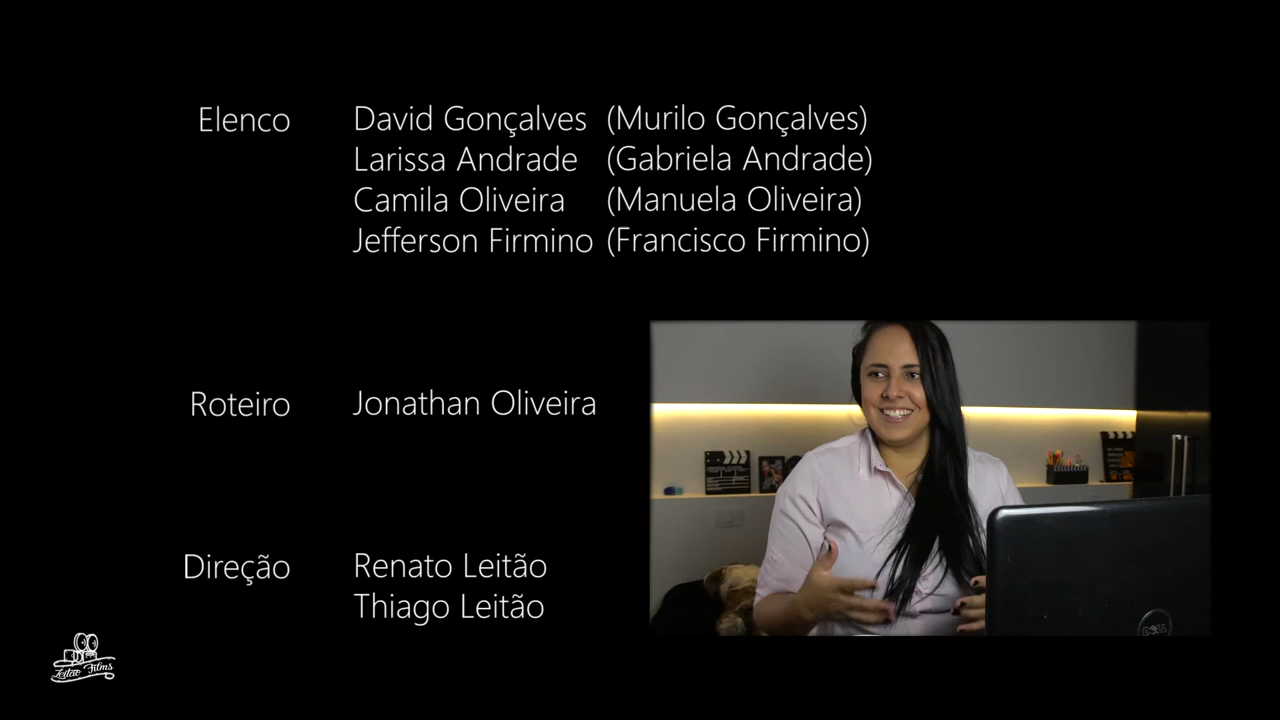 Elenco David Gonçalves (Murilo Gonçalves)
Larissa Andrade (Gabriela Andrade)
Camila Oliveira (Manuela Oliveira)
Jefferson Firmino (Francisco Firmino)
Roteiro Jonathan Oliveira
Direção Renato Leitão
Thiago Leitão
Leitão Films
DELL